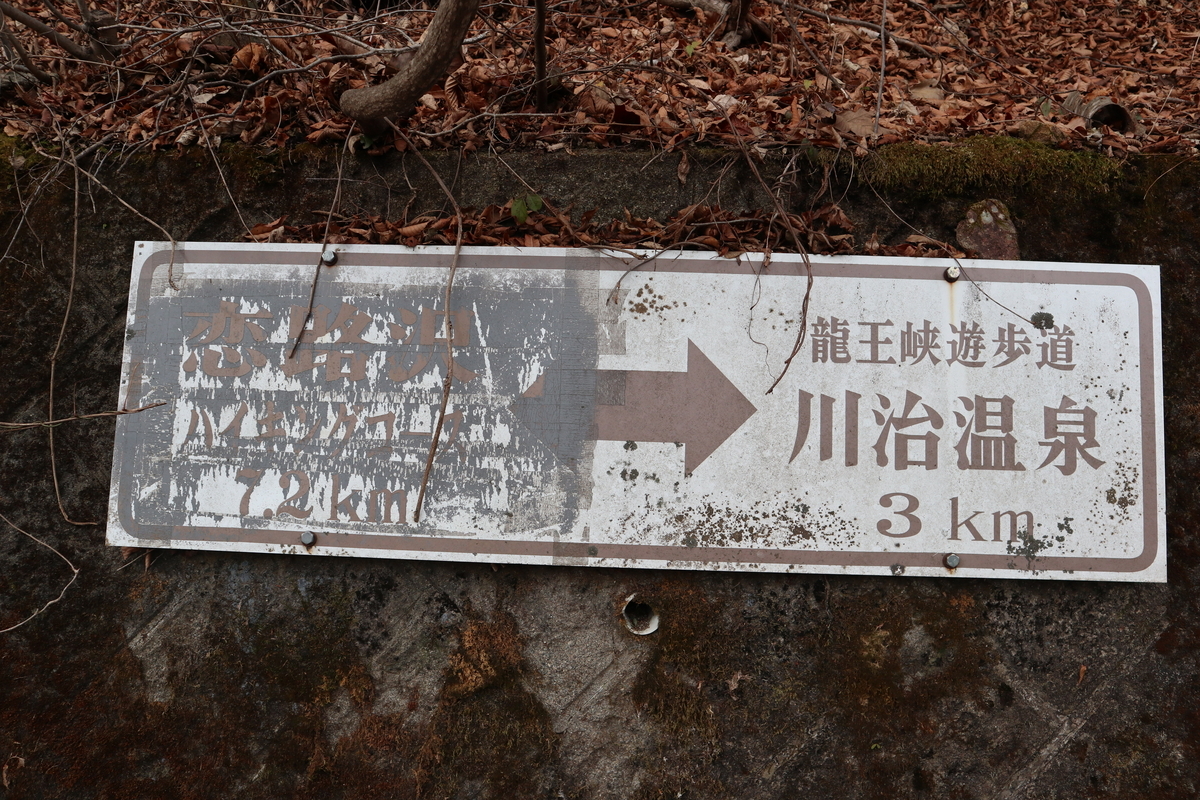 恋路沢
ハイキングコース
7.2 km
龍王峡遊歩道
川治温泉
3 km